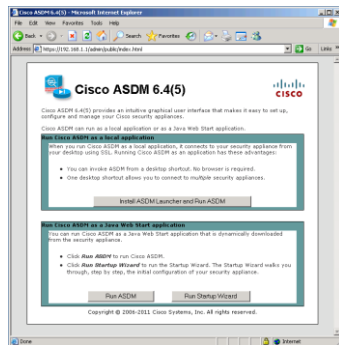 Cisco ASDM 6.4(5) - Microsoft Internet Explorer
File Edit View Favorites Tools Help
Back Search Favorites
Address https://192.168.1.1/admin/public/index.html Go Links
Cisco ASDM 6.4(5)
CISCO
Cisco ASDM 6.4(5) provides an intuitive graphical user interface that makes it easy to set up,
configure and manage your Cisco security appliances.
Cisco ASDM can run as a local application or as a Java Web Start application.
Run Cisco ASDM as a local application
When you run Cisco ASDM as a local application, it connects to your security appliance from
your desktop using SSL. Running Cisco ASDM as an application has these advantages:
• You can invoke ASDM from a desktop shortcut. No browser is required.
• One desktop shortcut allows you to connect to multiple security appliances.
Install ASDM Launcher and Run ASDM
Run Cisco ASDM as a Java Web Start application
You can run Cisco ASDM as a Java Web Start application that is dynamically downloaded
from the security appliance.
• Click Run ASDM to run Cisco ASDM.
• Click Run Startup Wizard to run the Startup Wizard. The Startup Wizard walks you
through, step by step, the initial configuration of your security appliance.
Run ASDM Run Startup Wizard
Copyright © 2006-2011 Cisco Systems, Inc. All rights reserved.
Done Internet